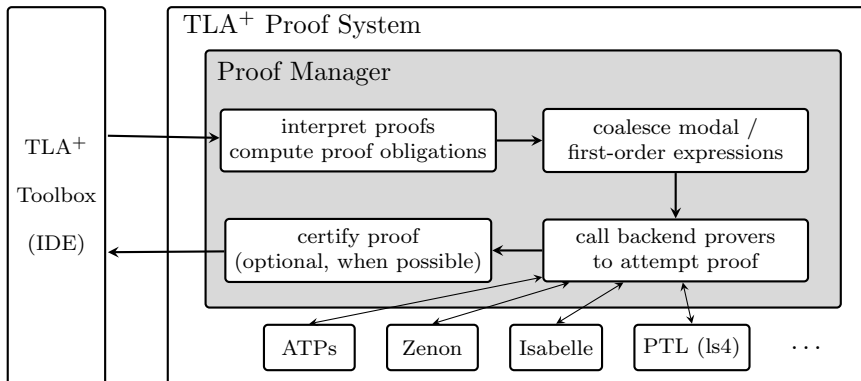 TLA+ Proof System
Proof Manager
interpret proofs
compute proof obligations
coalesce modal /
first-order expressions
TLA+
Toolbox
(IDE)
certify proof
(optional, when possible)
call backend provers
to attempt proof
ATPs
Zenon
Isabelle
PTL (ls4)
...